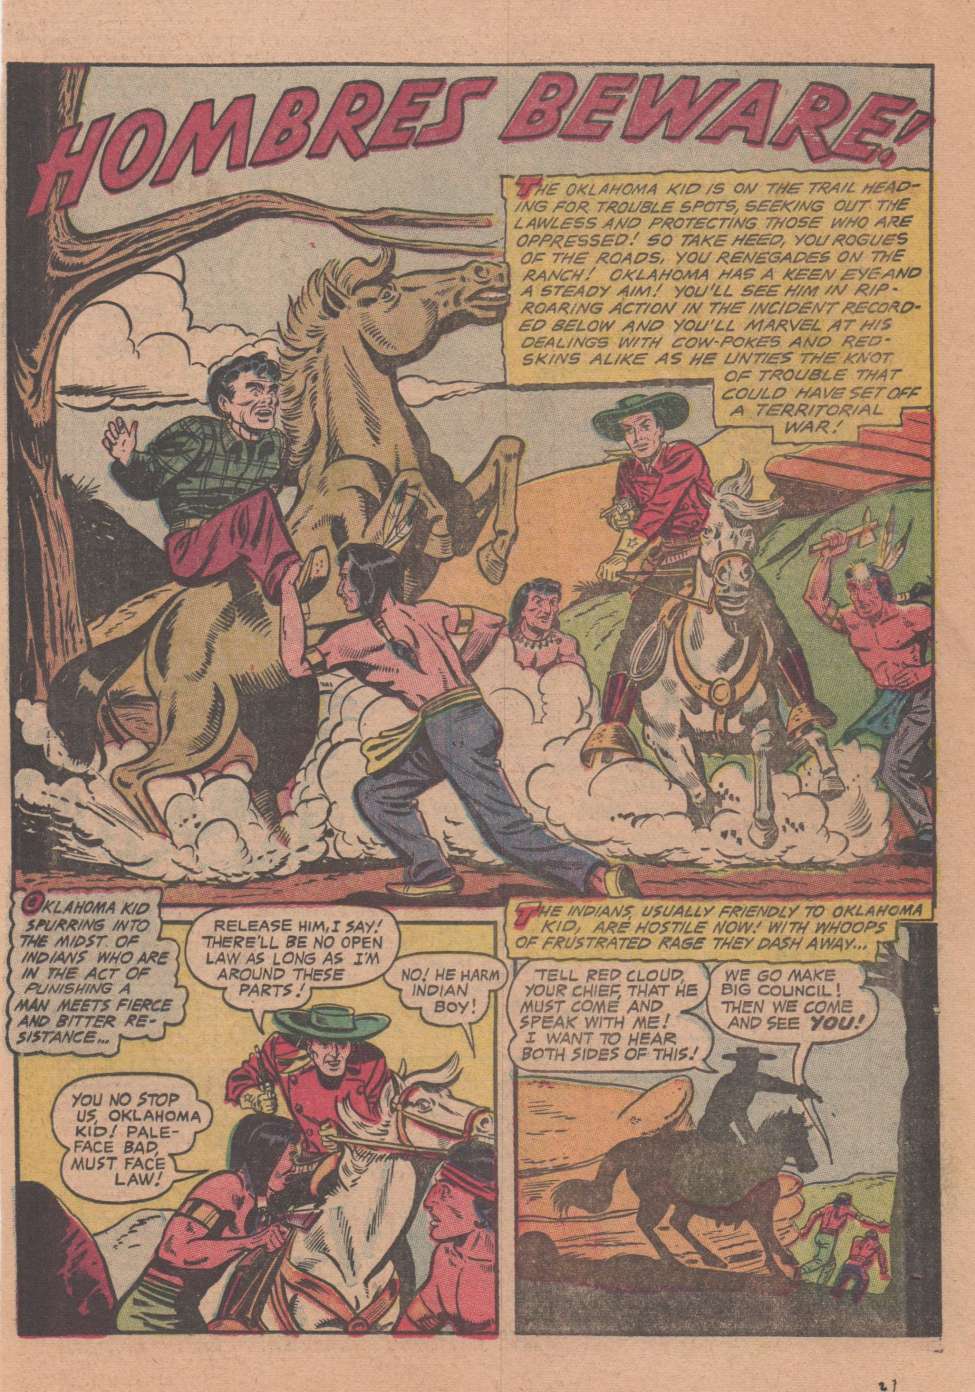 HOMBRES BEWARE!
THE OKLAHOMA KID IS ON THE TRAIL HEAD-
ING FOR TROUBLE SPOTS, SEEKING OUT THE
LAWLESS AND PROTECTING THOSE WHO ARE
OPPRESSED! SO TAKE HEED, YOU ROGUES
OF THE ROADS, YOU RENEGADES ON THE
RANCH! OKLAHOMA HAS A KEEN EYE AND
A STEADY AIM! YOU'LL SEE HIM IN RIP-
ROARING ACTION IN THE INCIDENT RECORD-
ED BELOW AND YOU'LL MARVEL AT HIS
DEALINGS WITH COW-POKES AND RED-
SKINS ALIKE AS HE UNTIES THE KNOT
OF TROUBLE THAT
COULD HAVE SET OFF
A TERRITORIAL
WAR!
OKLAHOMA KID
SPURRING INTO
THE MIDST OF
INDIANS WHO ARE
IN THE ACT OF
PUNISHING A
MAN MEETS FIERCE
AND BITTER RE-
SISTANCE...
RELEASE HIM, I SAY!
THERE'LL BE NO OPEN
LAW AS LONG AS I'M
AROUND THESE
PARTS!
NO! HE HARM
INDIAN
BOY!
YOU NO STOP
US, OKLAHOMA
KID! PALE-
FACE BAD,
MUST FACE
LAW!
THE INDIANS, USUALLY FRIENDLY TO OKLAHOMA
KID, ARE HOSTILE NOW! WITH WHOOPS
OF FRUSTRATED RAGE THEY DASH AWAY...
TELL RED CLOUD,
YOUR CHIEF, THAT HE
MUST COME AND
SPEAK WITH ME!
I WANT TO HEAR
BOTH SIDES OF THIS!
WE GO MAKE
BIG COUNCIL!
THEN WE COME
AND SEE YOU!
21